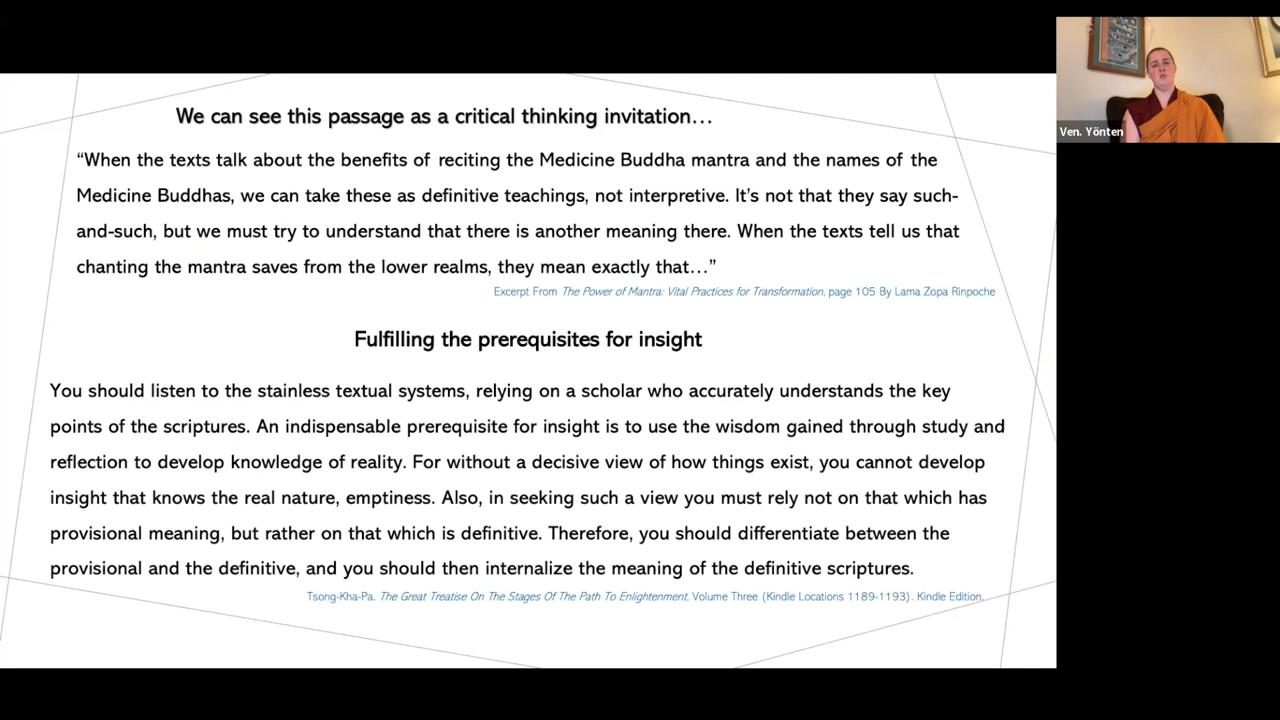 We can see this passage as a critical thinking invitation…
“When the texts talk about the benefits of reciting the Medicine Buddha mantra and the names of the
Medicine Buddhas, we can take these as definitive teachings, not interpretive. It’s not that they say such-
and-such, but we must try to understand that there is another meaning there. When the texts tell us that
chanting the mantra saves from the lower realms, they mean exactly that…”
Excerpt From The Power of Mantra: Vital Practices for Transformation, page 105 By Lama Zopa Rinpoche
Fulfilling the prerequisites for insight
You should listen to the stainless textual systems, relying on a scholar who accurately understands the key
points of the scriptures. An indispensable prerequisite for insight is to use the wisdom gained through study and
reflection to develop knowledge of reality. For without a decisive view of how things exist, you cannot develop
insight that knows the real nature, emptiness. Also, in seeking such a view you must rely not on that which has
provisional meaning, but rather on that which is definitive. Therefore, you should differentiate between the
provisional and the definitive, and you should then internalize the meaning of the definitive scriptures.
Tsong-Kha-Pa. The Great Treatise On The Stages Of The Path To Enlightenment, Volume Three (Kindle Locations 1189-1193). Kindle Edition.
Ven. Yönten